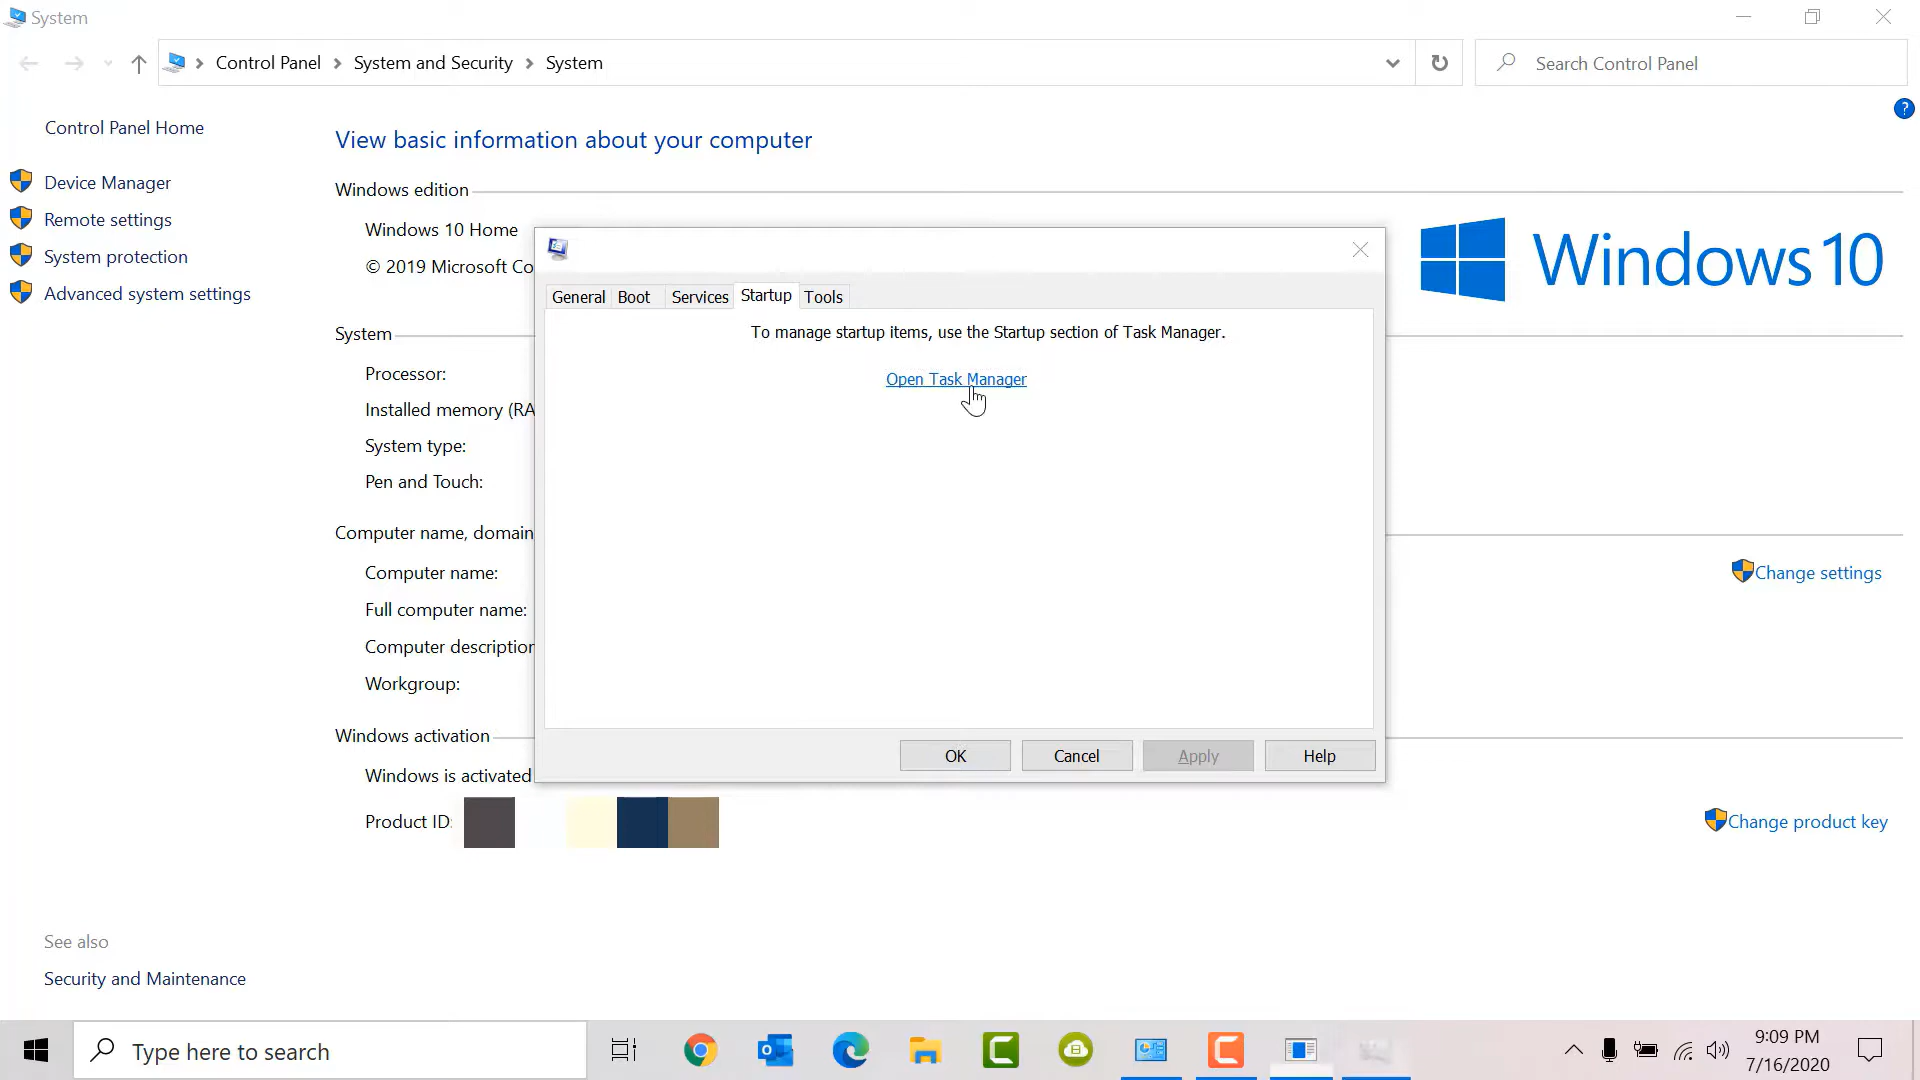 System
Control Panel System and Security System
Search Control Panel
Control Panel Home
Device Manager
Remote settings
System protection
Advanced system settings
See also
Security and Maintenance
View basic information about your computer
Windows edition
Windows 10 Home
© 2019 Microsoft Co
Windows 10
System
Processor:
Installed memory (RA
System type:
Pen and Touch:
Computer name, domain
Computer name:
Full computer name:
Computer description
Workgroup:
Change settings
Windows activation
Windows is activated
Product ID:
Change product key
General Boot Services Startup Tools
To manage startup items, use the Startup section of Task Manager.
Open Task Manager
OK Cancel Apply Help
Type here to search
9:09 PM
7/16/2020